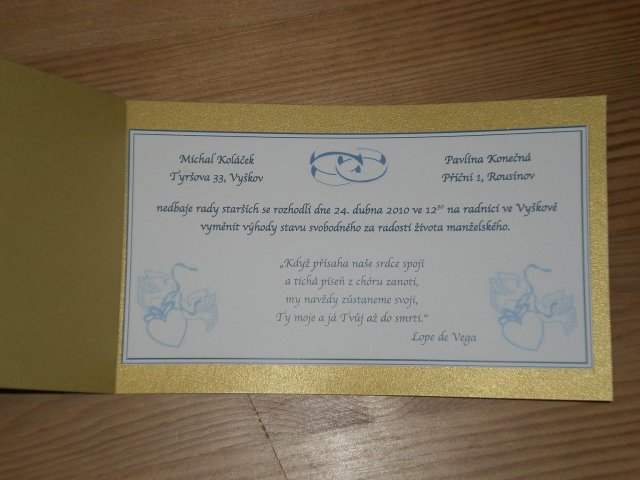 Michal Koláček
Tyršova 33, Vyškov
Pavlína Konečná
Příční 1, Rousínov
nedbaje rady starších se rozhodli dne 24. dubna 2010 ve 12³⁰ na radnici ve Vyškově
vyměnit výhody stavu svobodného za radosti života manželského.
„Když přísaha naše srdce spojí
a tichá píseň z chóru zanotí,
my navždy zůstaneme svoji,
Ty moje a já Tvůj až do smrti.“
Lope de Vega